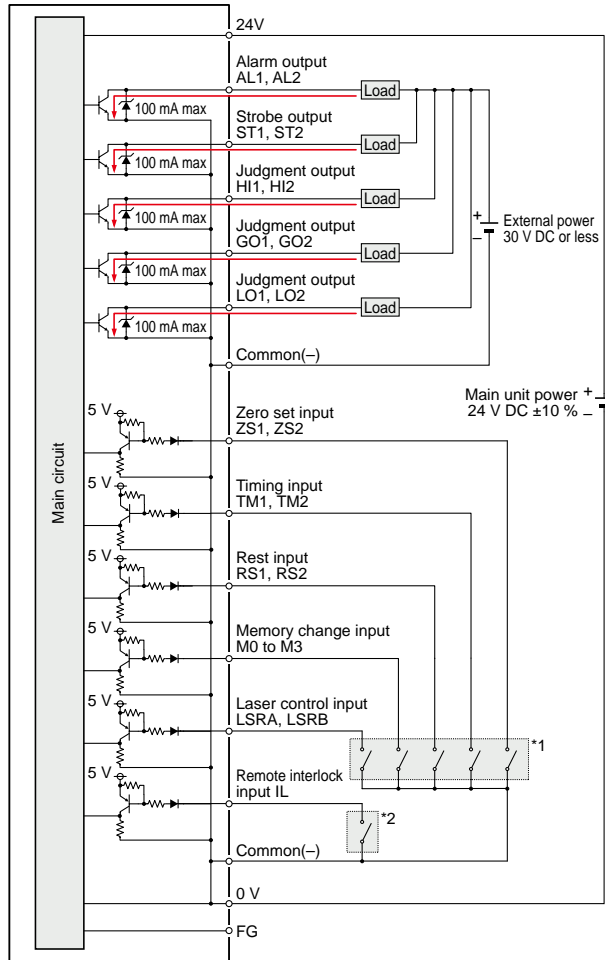 24V
Alarm output
AL1, AL2
Load
100 mA max
Strobe output
ST1, ST2
Load
100 mA max
Judgment output
HI1, HI2
Load
100 mA max
Judgment output
GO1, GO2
Load
100 mA max
Judgment output
LO1, LO2
Load
100 mA max
+
–
External power
30 V DC or less
Common(–)
Main unit power
24 V DC ±10 %
+
–
Main circuit
5 V
Zero set input
ZS1, ZS2
5 V
Timing input
TM1, TM2
5 V
Rest input
RS1, RS2
5 V
Memory change input
M0 to M3
5 V
Laser control input
LSRA, LSRB
*1
5 V
Remote interlock
input IL
*2
Common(–)
0 V
FG